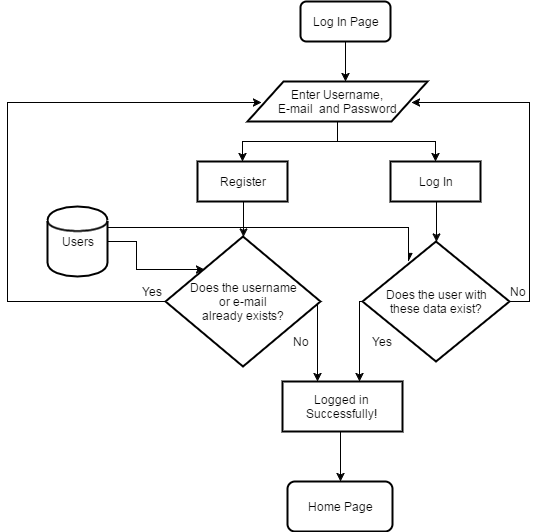 Log In Page
Enter Username,
E-mail and Password
Register
Log In
Users
Yes
Does the username
or e-mail
already exists?
No
Does the user with
these data exist?
No
Yes
Logged in
Successfully!
Home Page